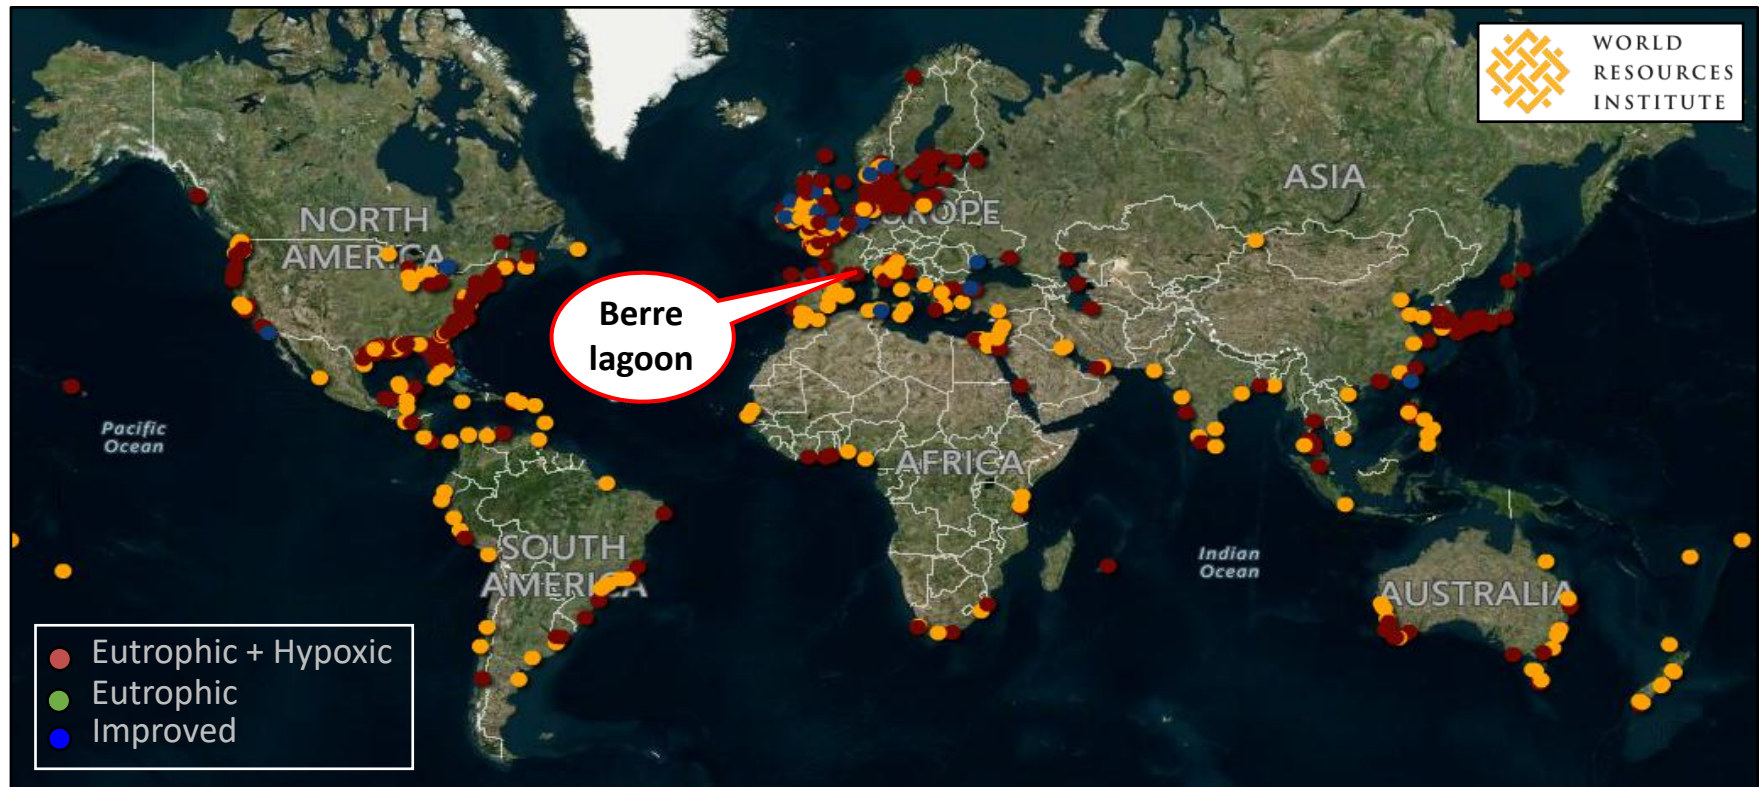 WORLD
RESOURCES
INSTITUTE
ASIA
NORTH
AMERICA
EUROPE
Berre
lagoon
Pacific
Ocean
AFRICA
SOUTH
AMERICA
Indian
Ocean
AUSTRALIA
Eutrophic + Hypoxic
Eutrophic
Improved